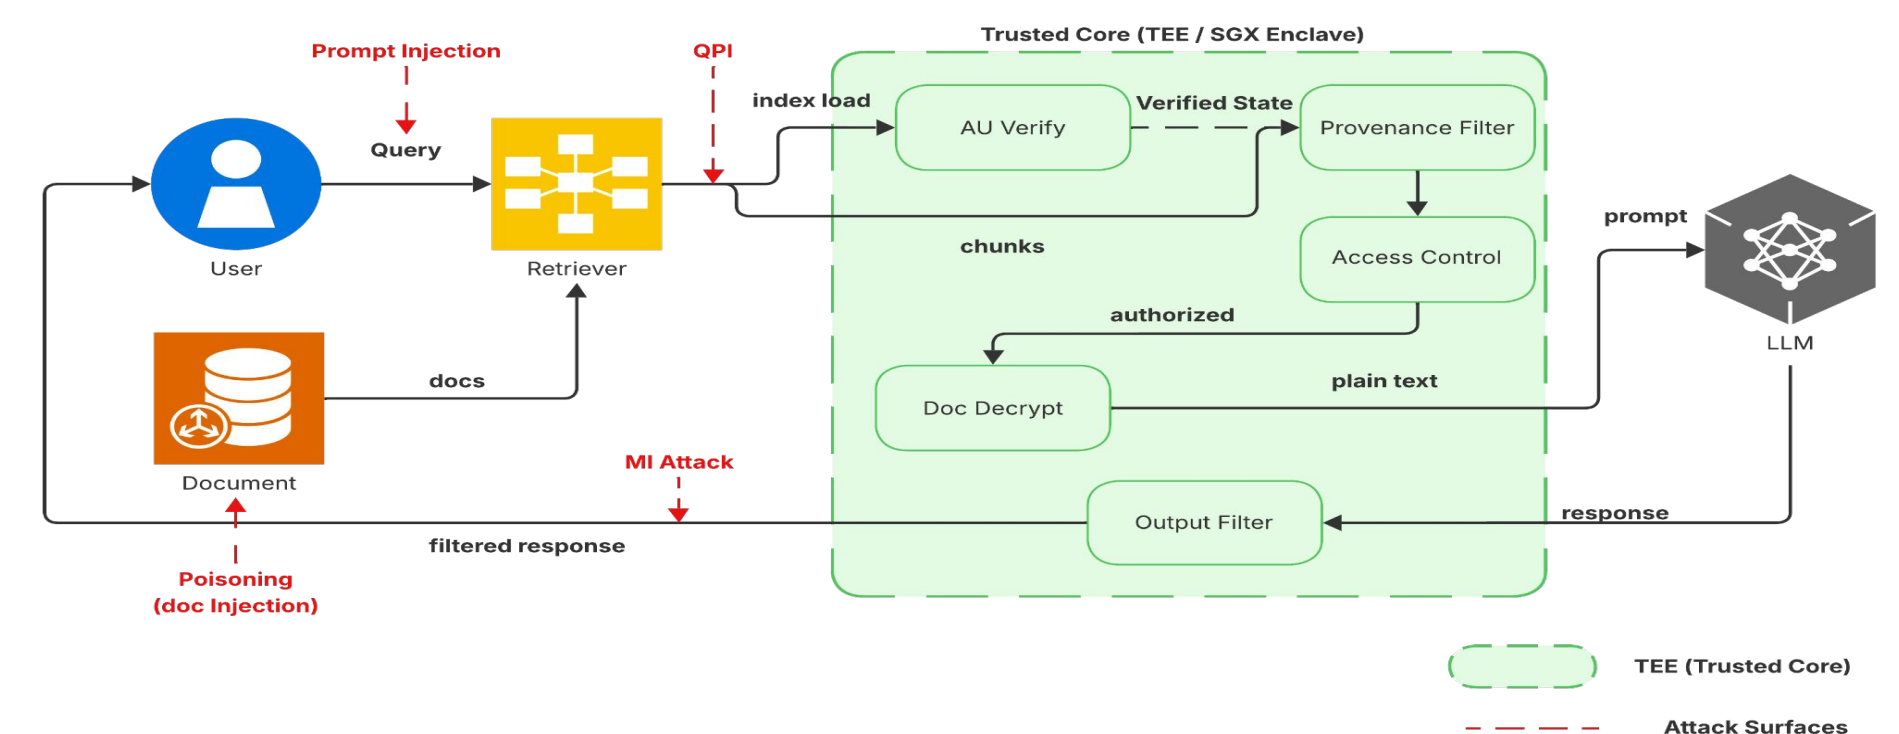 Trusted Core (TEE / SGX Enclave)
Prompt Injection
QPI
index load
Verified State
AU Verify
Provenance Filter
Query
prompt
chunks
Access Control
User
Retriever
authorized
LLM
docs
plain text
Doc Decrypt
MI Attack
Document
Output Filter
response
filtered response
Poisoning
(doc Injection)
TEE (Trusted Core)
Attack Surfaces